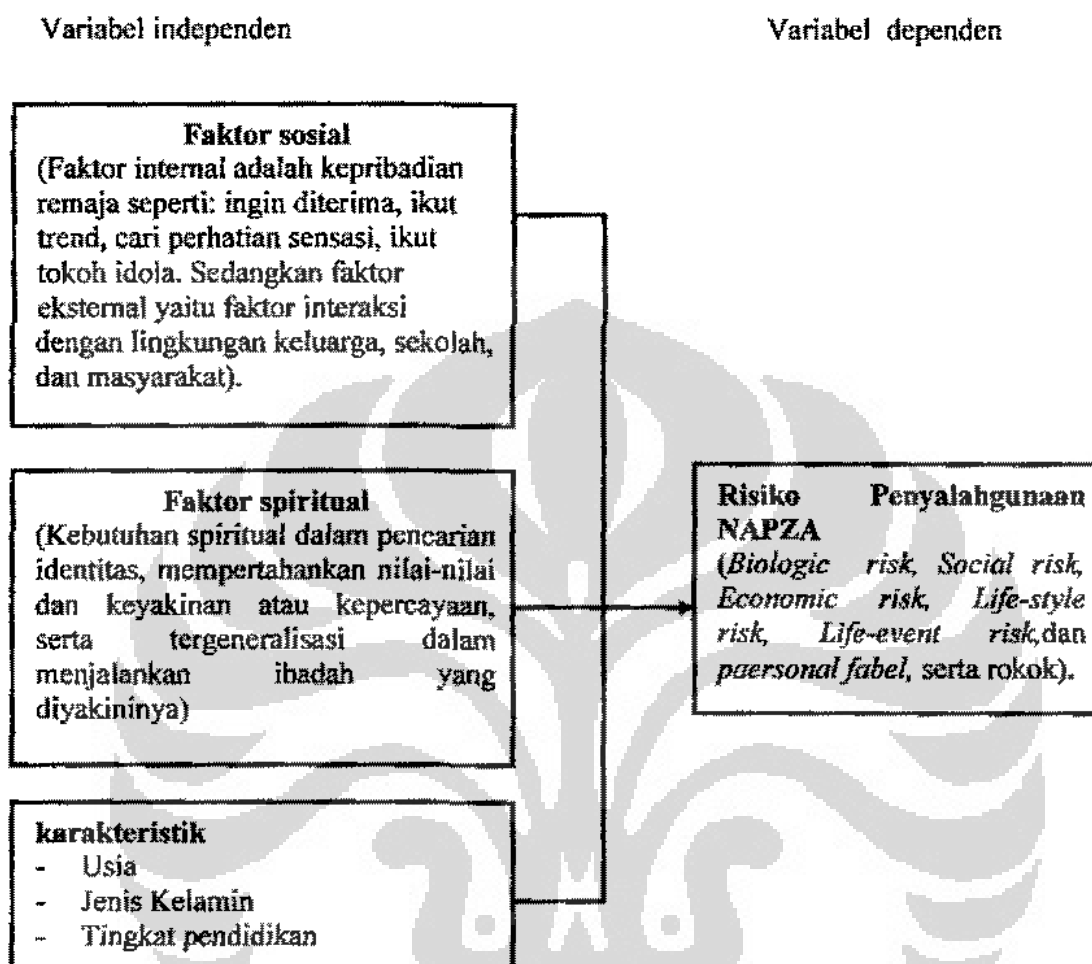 Variabel independen
Variabel dependen
Faktor sosial
(Faktor internal adalah kepribadian
remaja seperti: ingin diterima, ikut
trend, cari perhatian sensasi, ikut
tokoh idola. Sedangkan faktor
eksternal yaitu faktor interaksi
dengan lingkungan keluarga, sekolah,
dan masyarakat).
Faktor spiritual
(Kebutuhan spiritual dalam pencarian
identitas, mempertahankan nilai-nilai
dan keyakinan atau kepercayaan,
serta tergeneralisasi dalam
menjalankan ibadah yang
diyakininya)
karakteristik
- Usia
- Jenis Kelamin
- Tingkat pendidikan
Risiko Penyalahgunaan
NAPZA
(Biologic risk, Social risk,
Economic risk, Life-style
risk, Life-event risk,dan
paersonal fabel, serta rokok).